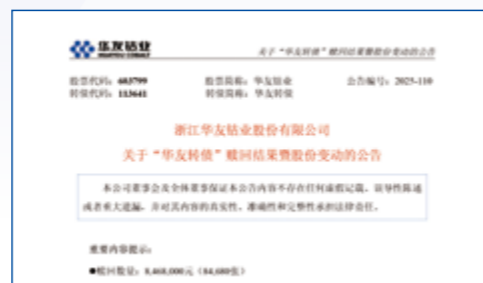 华友钴业
HUAYOU COBALT
关于“华友转债”赎回结果暨股份变动的公告
股票代码：603799 股票简称：华友钴业 公告编号：2025-110
转债代码：113641 转债简称：华友转债
浙江华友钴业股份有限公司
关于“华友转债”赎回结果暨股份变动的公告
本公司董事会及全体董事保证本公告内容不存在任何虚假记载、误导性陈述
或者重大遗漏，并对其内容的真实性、准确性和完整性承担法律责任。
重要内容提示：
●赎回数量：8,468,000元（84,680张）